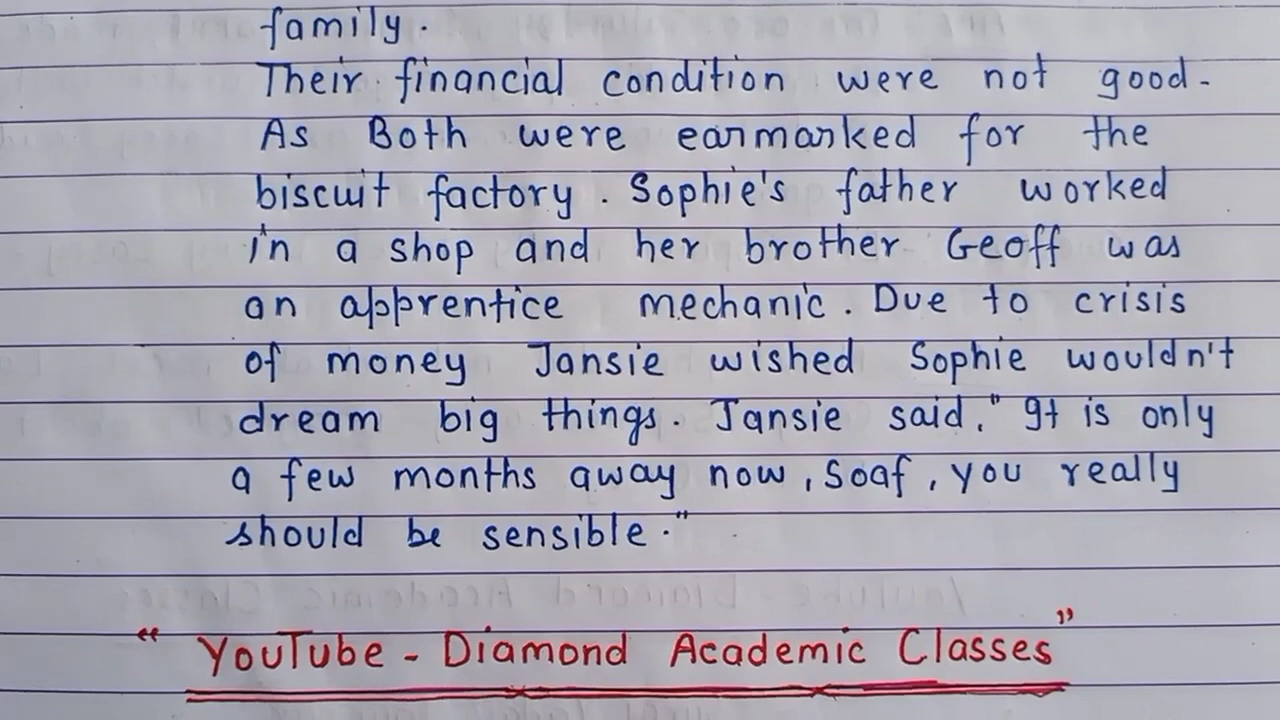 family.
Their financial condition were not good.
As Both were earmarked for the
biscuit factory. Sophie's father worked
in a shop and her brother Geoff was
an apprentice mechanic. Due to crisis
of money Jansie wished Sophie wouldn't
dream big things. Jansie said, "It is only
a few months away now, Soaf, you really
should be sensible."
"YouTube - Diamond Academic Classes"